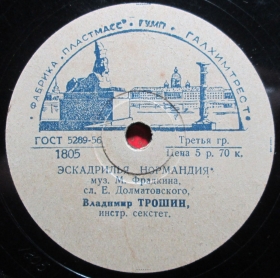 ФАБРИКА „ПЛАСТМАСС" ГУМП ГАЛХИМТРЕСТ
ГОСТ 5289-56 Третья гр.
1805 Цена 5 р. 70 к.
ЭСКАДРИЛЬЯ „НОРМАНДИЯ"
муз. М. Фрадкина,
сл. Е. Долматовского,
Владимир ТРОШИН,
инстр. секстет.